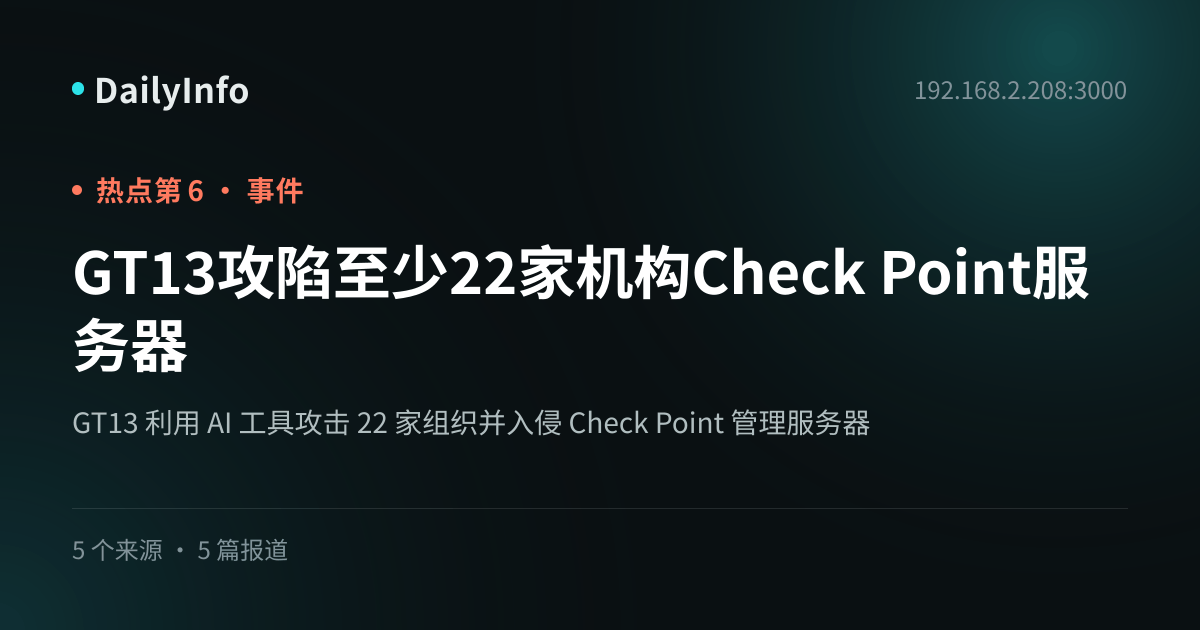 DailyInfo
192.168.2.208:3000
热点第 6 · 事件
GT13攻陷至少22家机构Check Point服
务器
GT13 利用 AI 工具攻击 22 家组织并入侵 Check Point 管理服务器
5 个来源 · 5 篇报道